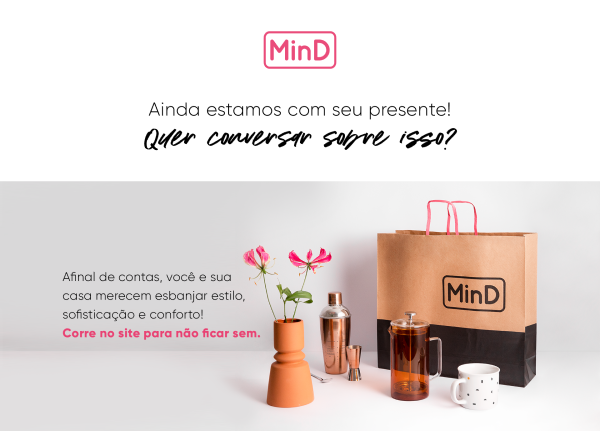 MinD
Ainda estamos com seu presente!
Quer conversar sobre isso?
Afinal de contas, você e sua
casa merecem esbanjar estilo,
sofisticação e conforto!
Corre no site para não ficar sem.
MinD